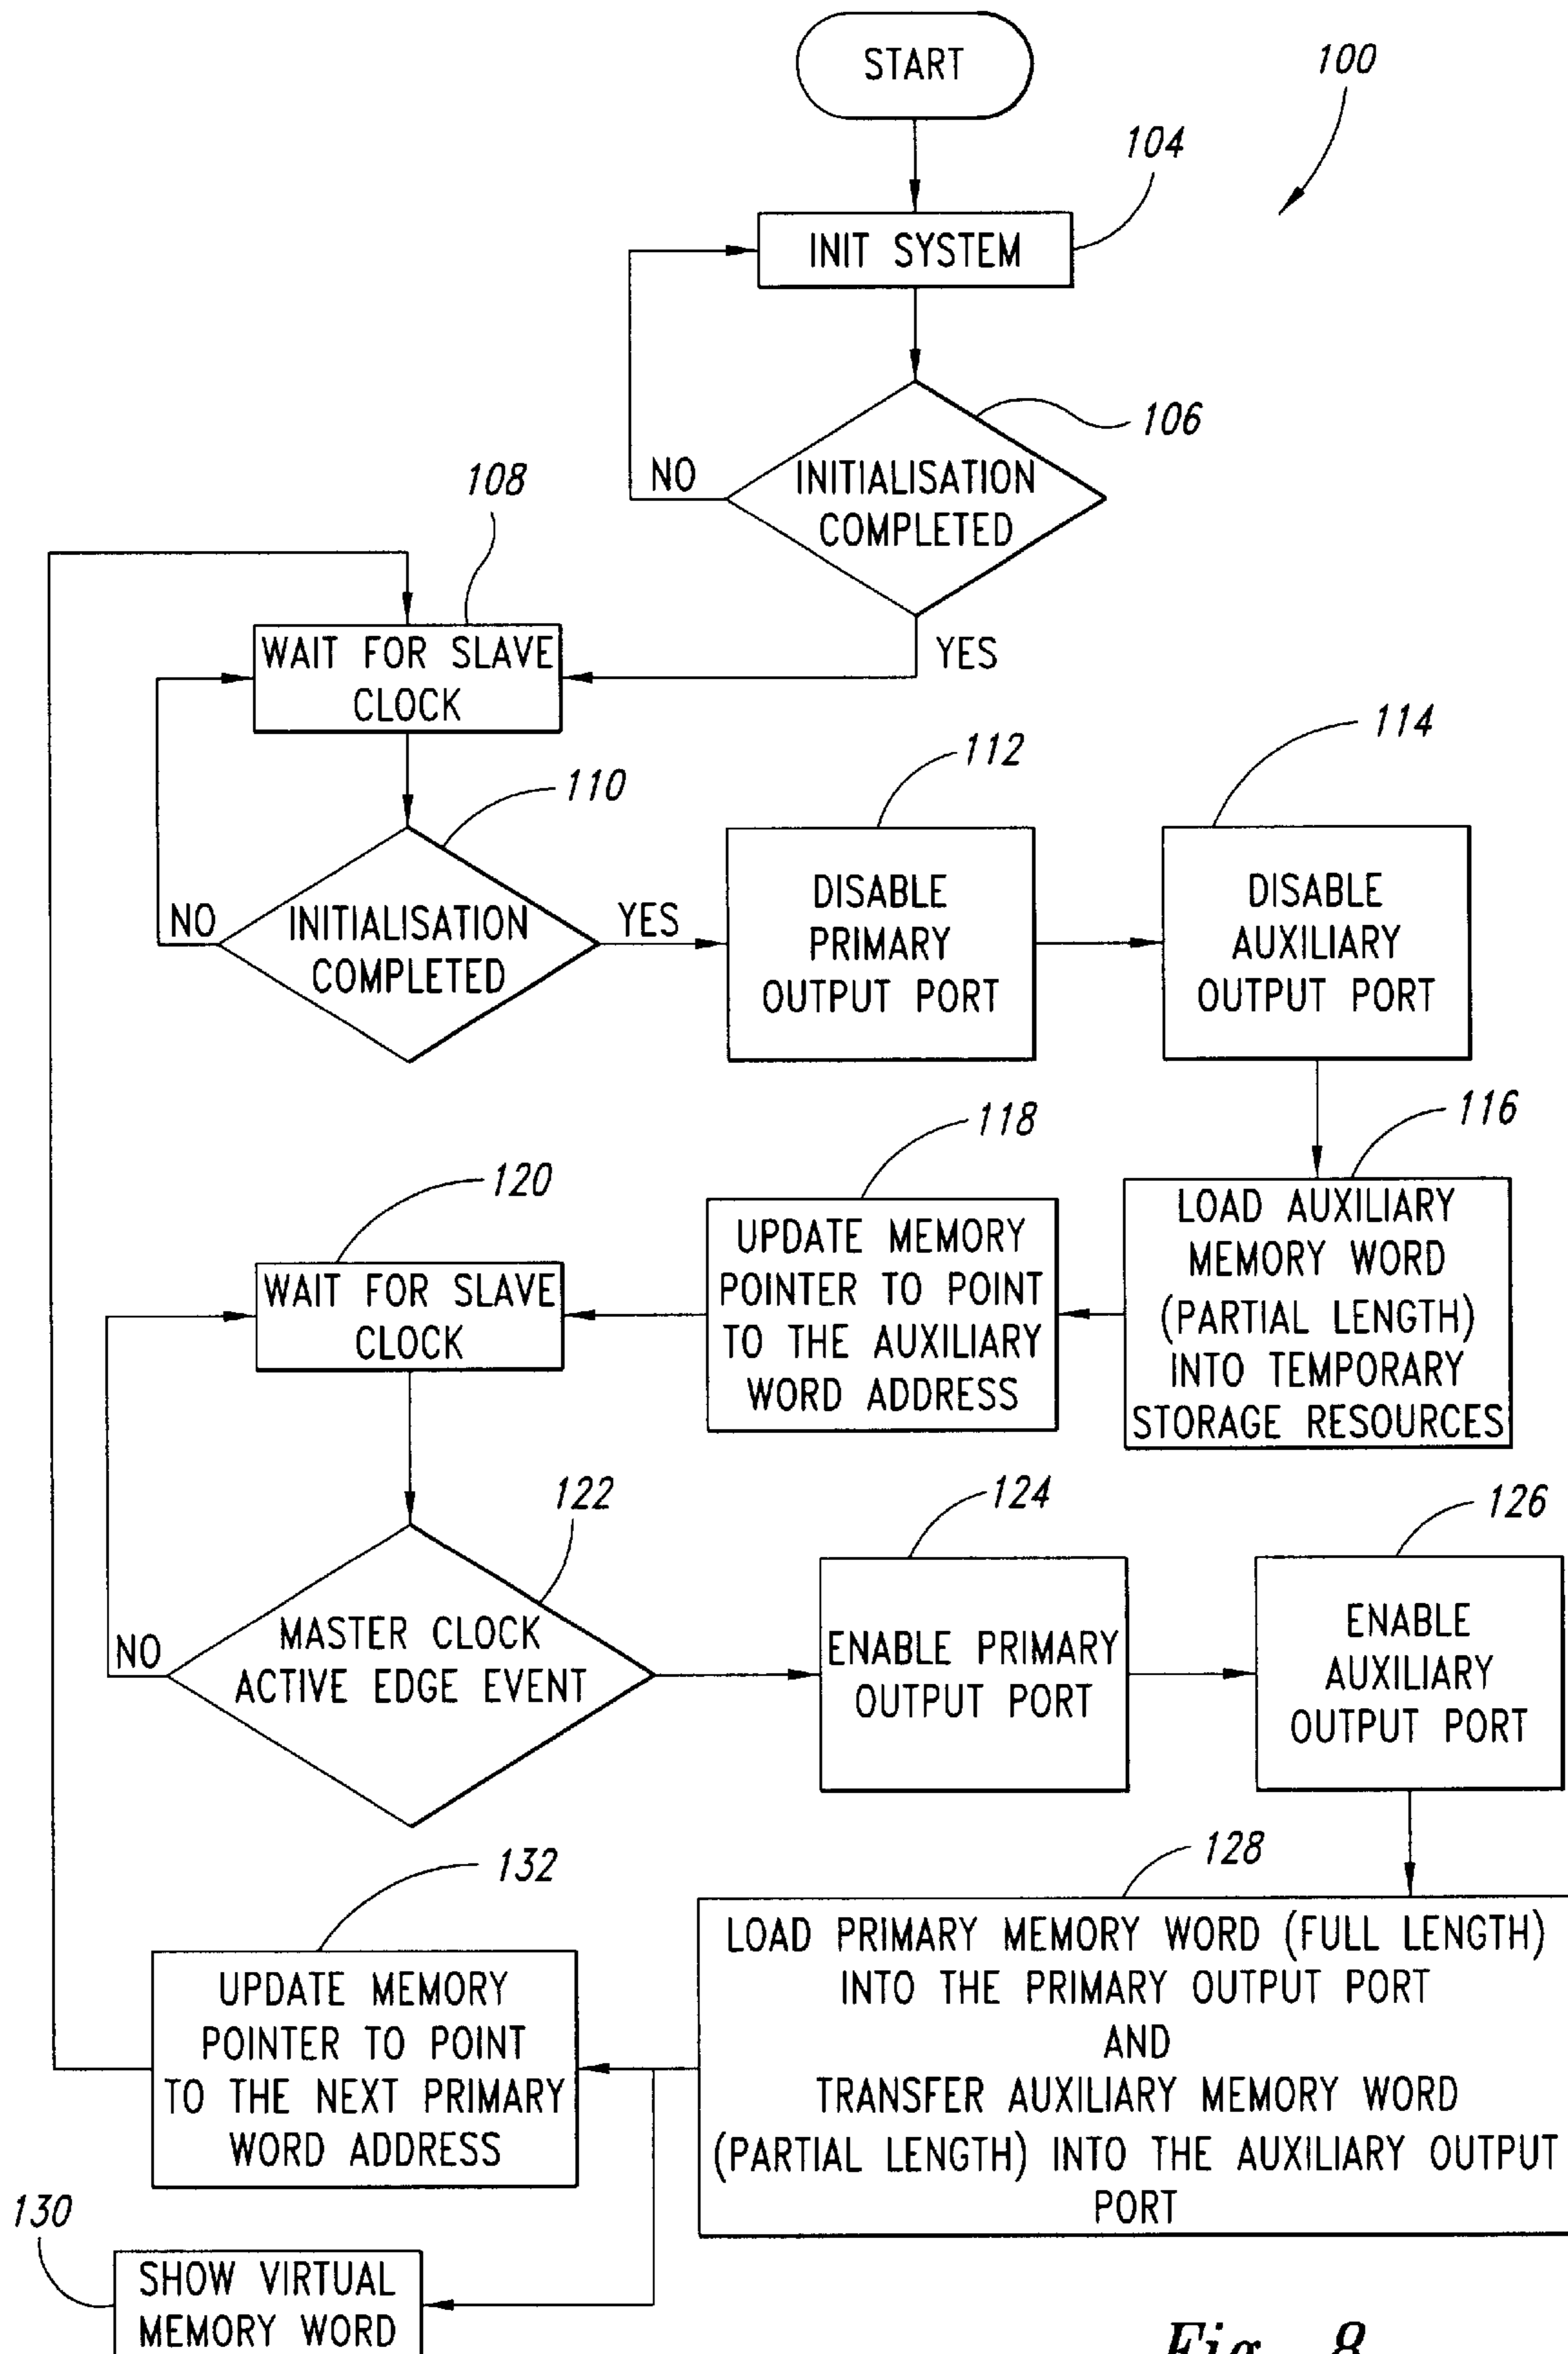 START
100
104
INIT SYSTEM
106
NO
INITIALISATION
COMPLETED
108
YES
WAIT FOR SLAVE
CLOCK
110
112
114
NO
INITIALISATION
COMPLETED
YES
DISABLE
PRIMARY
OUTPUT PORT
DISABLE
AUXILIARY
OUTPUT PORT
116
118
120
LOAD AUXILIARY
MEMORY WORD
(PARTIAL LENGTH)
INTO TEMPORARY
STORAGE RESOURCES
UPDATE MEMORY
POINTER TO POINT
TO THE AUXILIARY
WORD ADDRESS
WAIT FOR SLAVE
CLOCK
122
124
126
NO
MASTER CLOCK
ACTIVE EDGE EVENT
ENABLE PRIMARY
OUTPUT PORT
ENABLE
AUXILIARY
OUTPUT PORT
128
132
LOAD PRIMARY MEMORY WORD (FULL LENGTH)
INTO THE PRIMARY OUTPUT PORT
AND
TRANSFER AUXILIARY MEMORY WORD
(PARTIAL LENGTH) INTO THE AUXILIARY OUTPUT
PORT
UPDATE MEMORY
POINTER TO POINT
TO THE NEXT PRIMARY
WORD ADDRESS
130
SHOW VIRTUAL
MEMORY WORD
Fig. 8